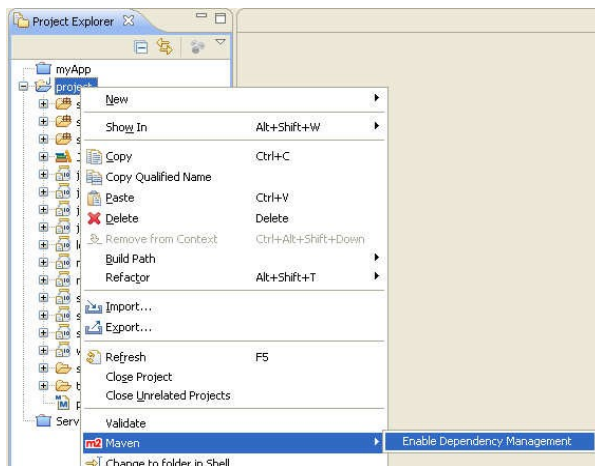 Project Explorer
myApp
project
New
Show In Alt+Shift+W
Copy Ctrl+C
Copy Qualified Name
Paste Ctrl+V
Delete Delete
Remove from Context Ctrl+Alt+Shift+Down
Build Path
Refactor Alt+Shift+T
Import...
Export...
Refresh F5
Close Project
Close Unrelated Projects
Serv
Validate
m2 Maven
Enable Dependency Management
Change to folder in Shell